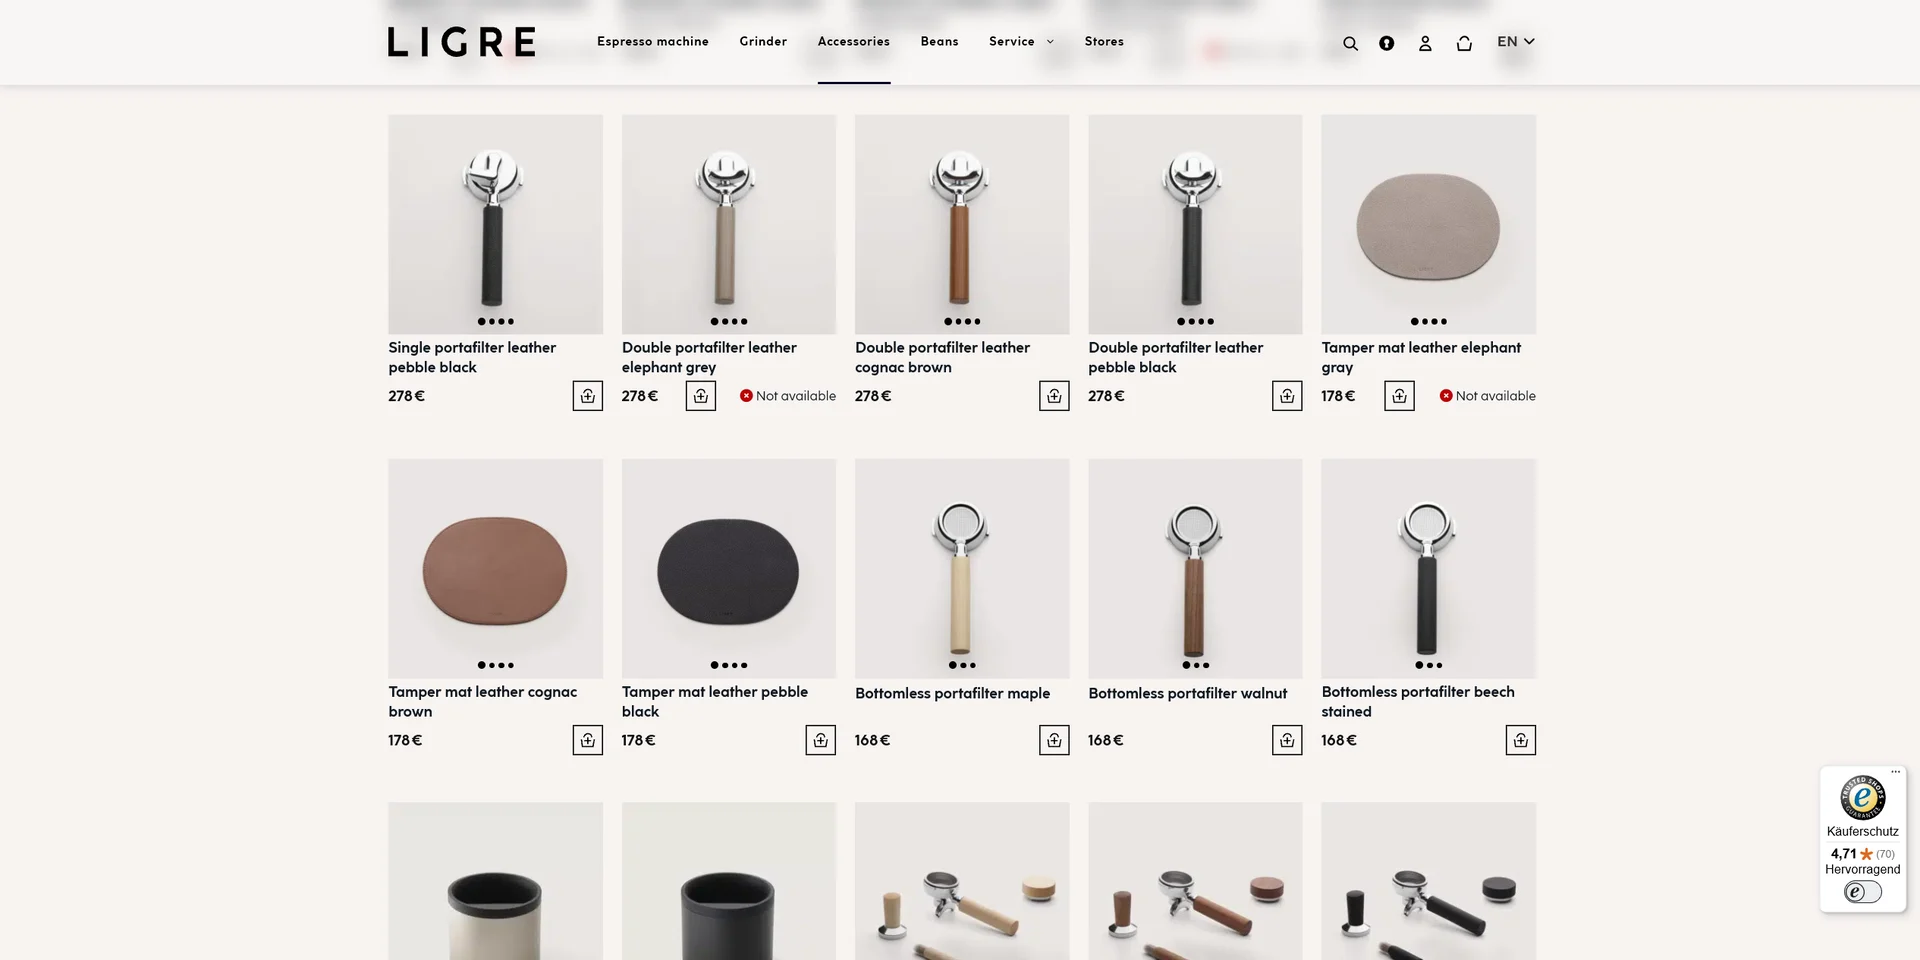 LIGRE
Espresso machine
Grinder
Accessories
Beans
Service
Stores
EN
Single portafilter leather
pebble black
278 €
Double portafilter leather
elephant grey
278 €
Not available
Double portafilter leather
cognac brown
278 €
Double portafilter leather
pebble black
278 €
Tamper mat leather elephant
gray
178 €
Not available
Tamper mat leather cognac
brown
178 €
Tamper mat leather pebble
black
178 €
Bottomless portafilter maple
168 €
Bottomless portafilter walnut
168 €
Bottomless portafilter beech
stained
168 €
TRUSTED SHOPS
GUARANTEE
e
Käuferschutz
4,71 (70)
Hervorragend
e